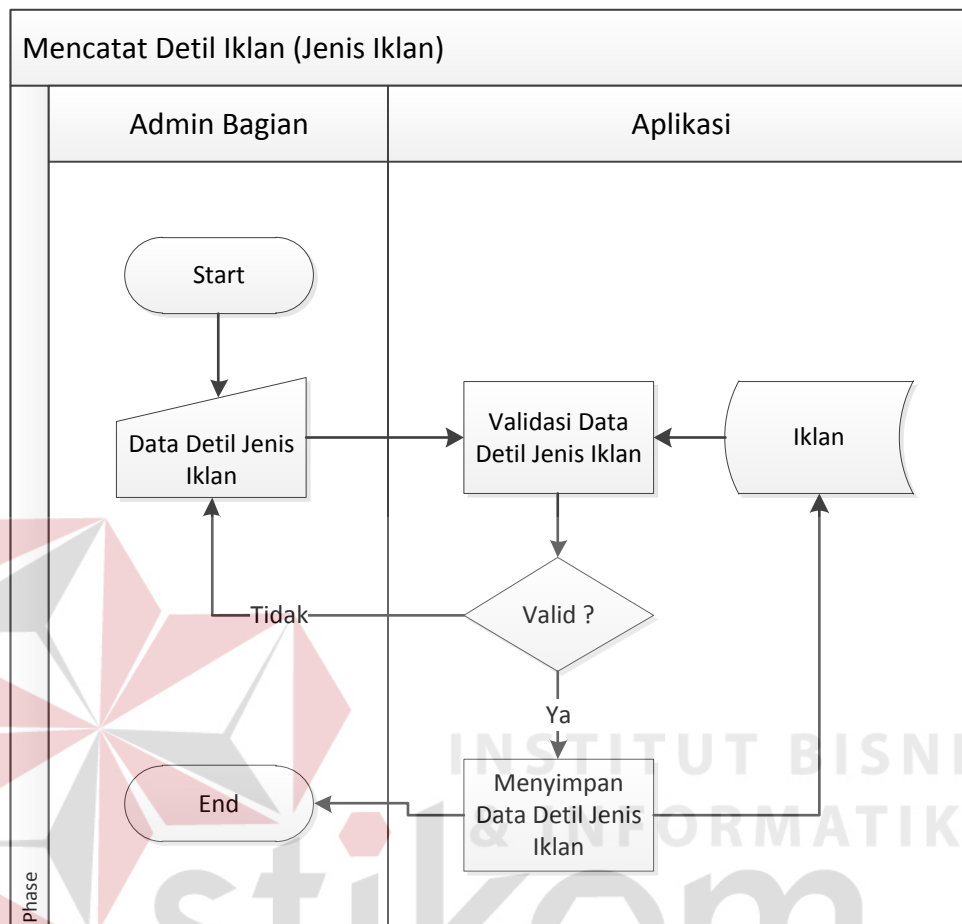 Mencatat Detil Iklan (Jenis Iklan)
Admin Bagian
Aplikasi
Start
Data Detil Jenis
Iklan
Validasi Data
Detil Jenis Iklan
Iklan
Tidak
Valid ?
Ya
End
Menyimpan
Data Detil Jenis
Iklan
Phase
INSTITUT BISNI
& INFORMATIK
stikom